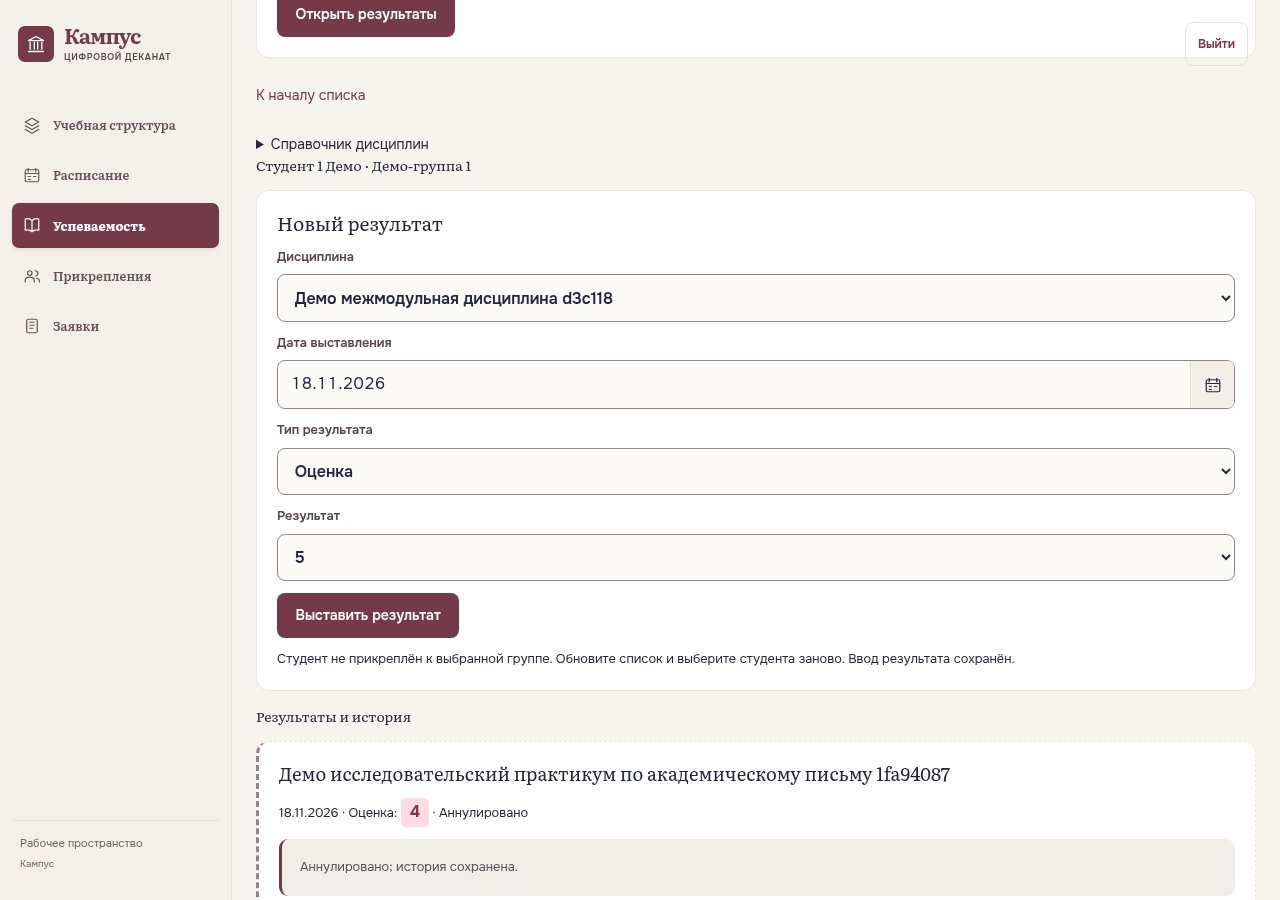 Кампус
ЦИФРОВОЙ ДЕКАНАТ
Учебная структура
Расписание
Успеваемость
Прикрепления
Заявки
Рабочее пространство
Кампус
Открыть результаты
Выйти
К началу списка
Справочник дисциплин
Студент 1 Демо · Демо-группа 1
Новый результат
Дисциплина
Демо межмодульная дисциплина d3c118
Дата выставления
18.11.2026
Тип результата
Оценка
Результат
5
Выставить результат
Студент не прикреплён к выбранной группе. Обновите список и выберите студента заново. Ввод результата сохранён.
Результаты и история
Демо исследовательский практикум по академическому письму 1fa94087
18.11.2026 · Оценка: 4 · Аннулировано
Аннулировано; история сохранена.